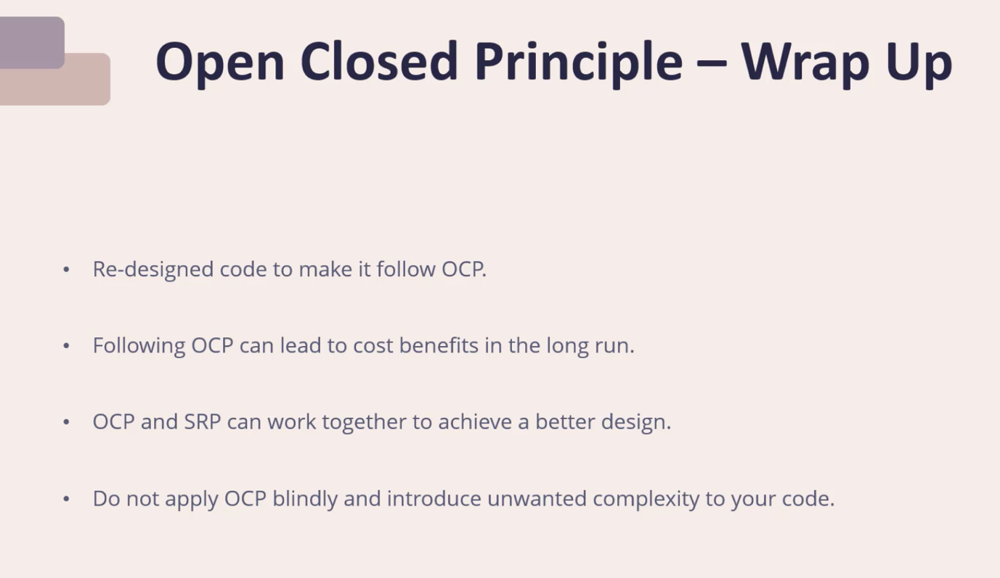 Open Closed Principle – Wrap Up
• Re-designed code to make it follow OCP.
• Following OCP can lead to cost benefits in the long run.
• OCP and SRP can work together to achieve a better design.
• Do not apply OCP blindly and introduce unwanted complexity to your code.